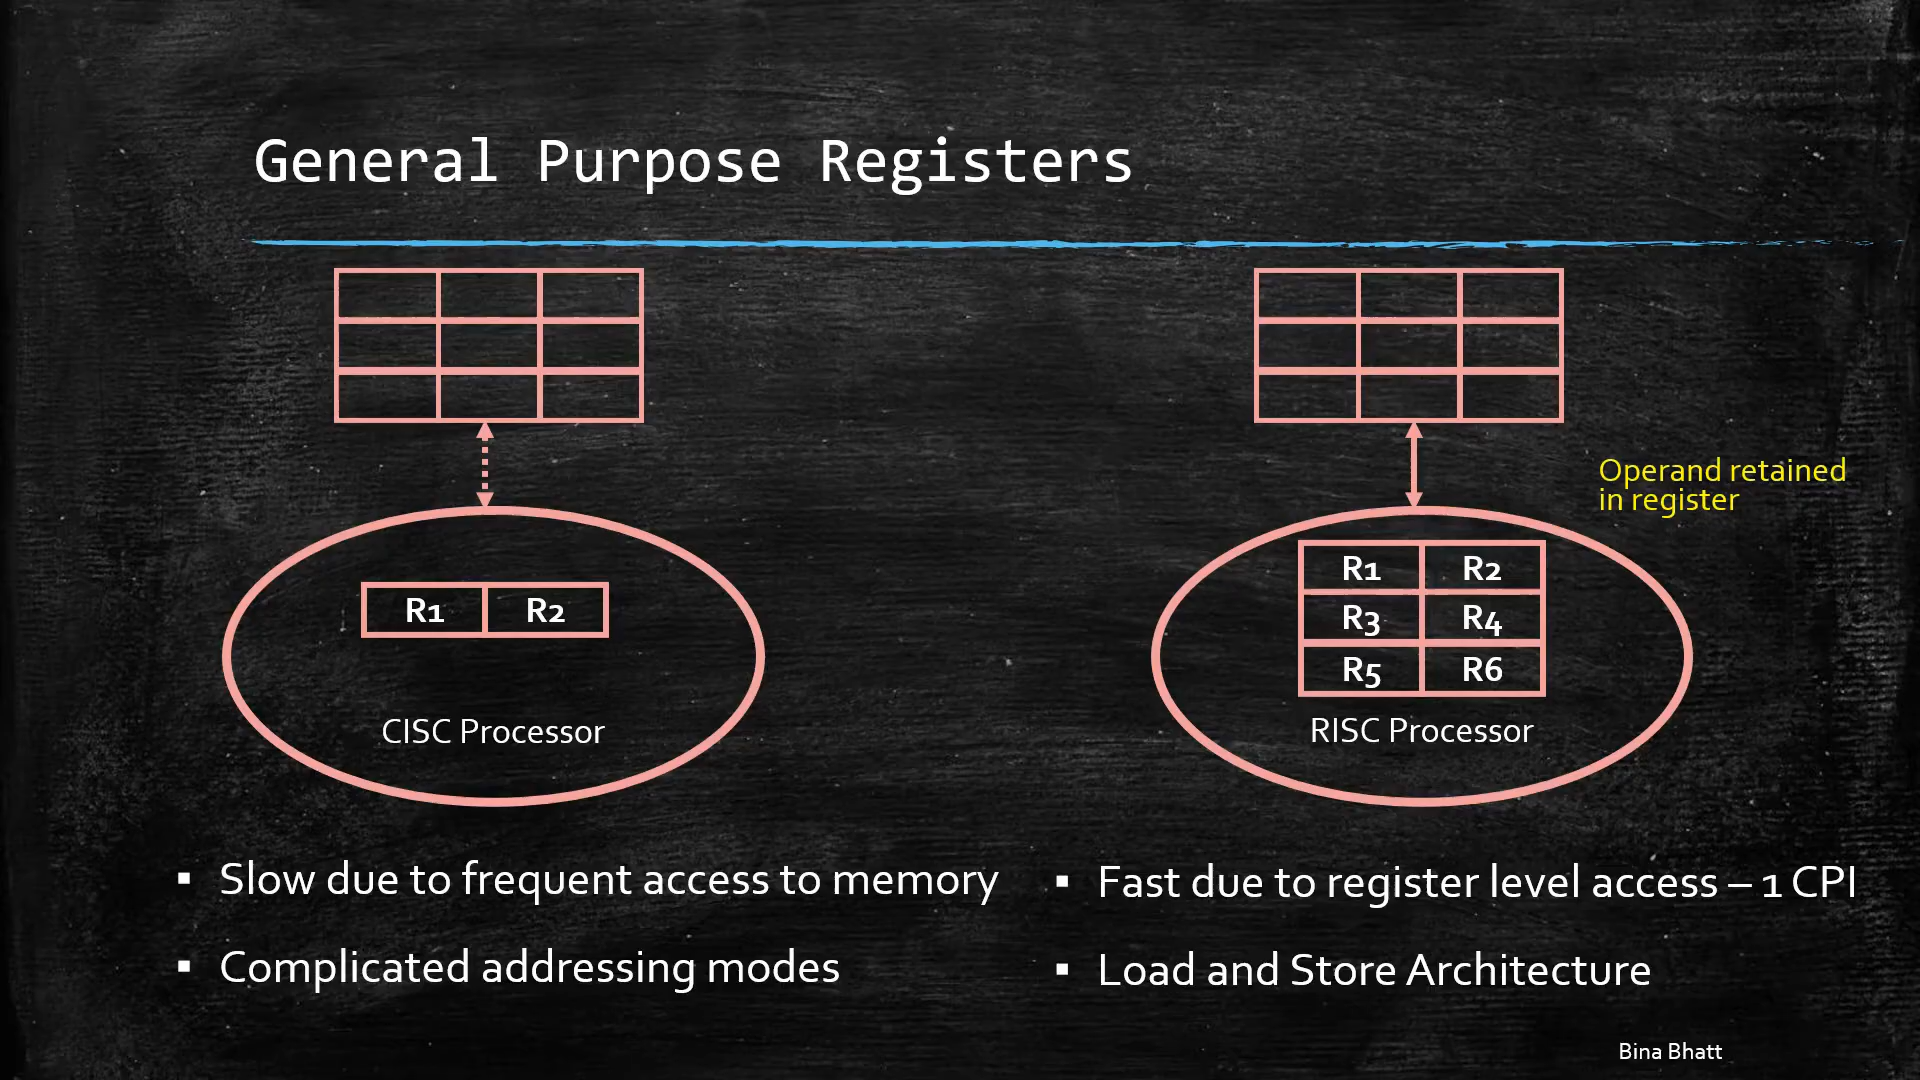 General Purpose Registers
Operand retained
in register
R1 R2
CISC Processor
R1 R2
R3 R4
R5 R6
RISC Processor
▪ Slow due to frequent access to memory
▪ Complicated addressing modes
▪ Fast due to register level access – 1 CPI
▪ Load and Store Architecture
Bina Bhatt